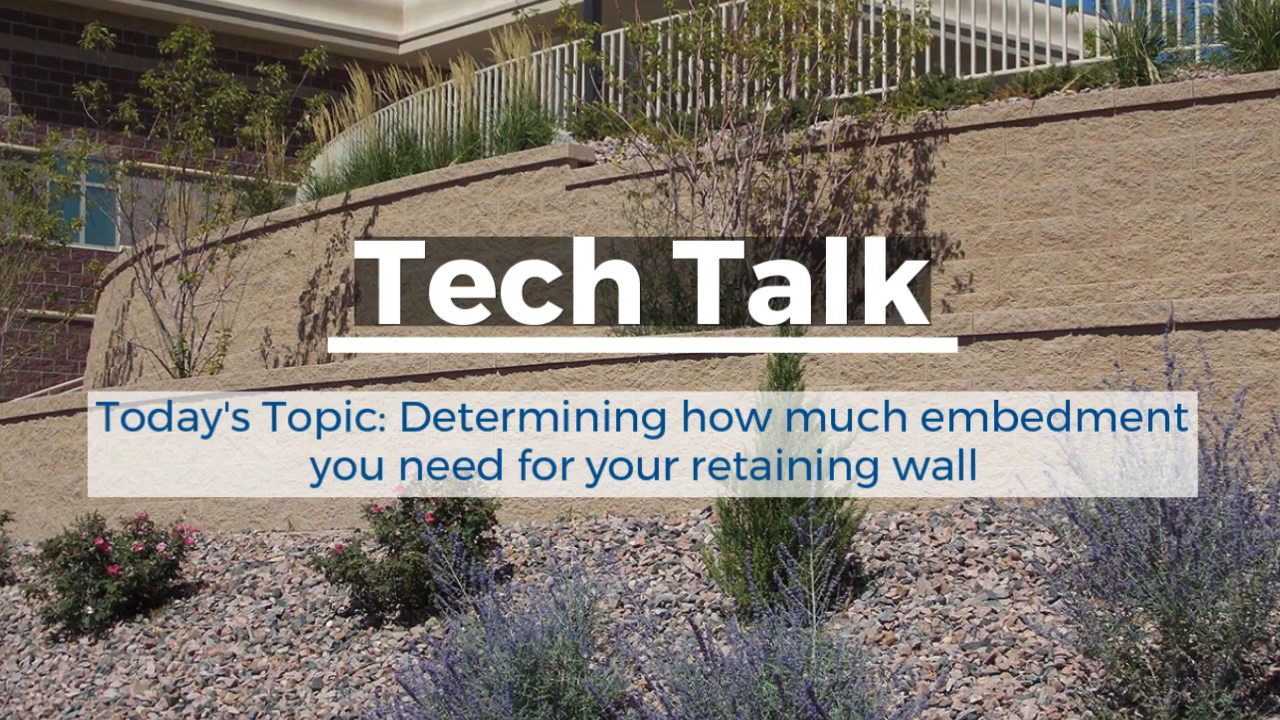 Tech Talk
Today's Topic: Determining how much embedment
you need for your retaining wall